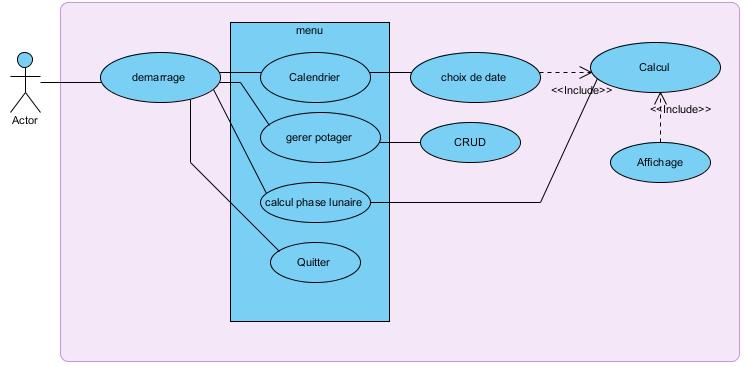 menu
demarrage
Calendrier
choix de date
Calcul
<<Include>>
<<Include>>
Actor
gerer potager
CRUD
Affichage
calcul phase lunaire
Quitter